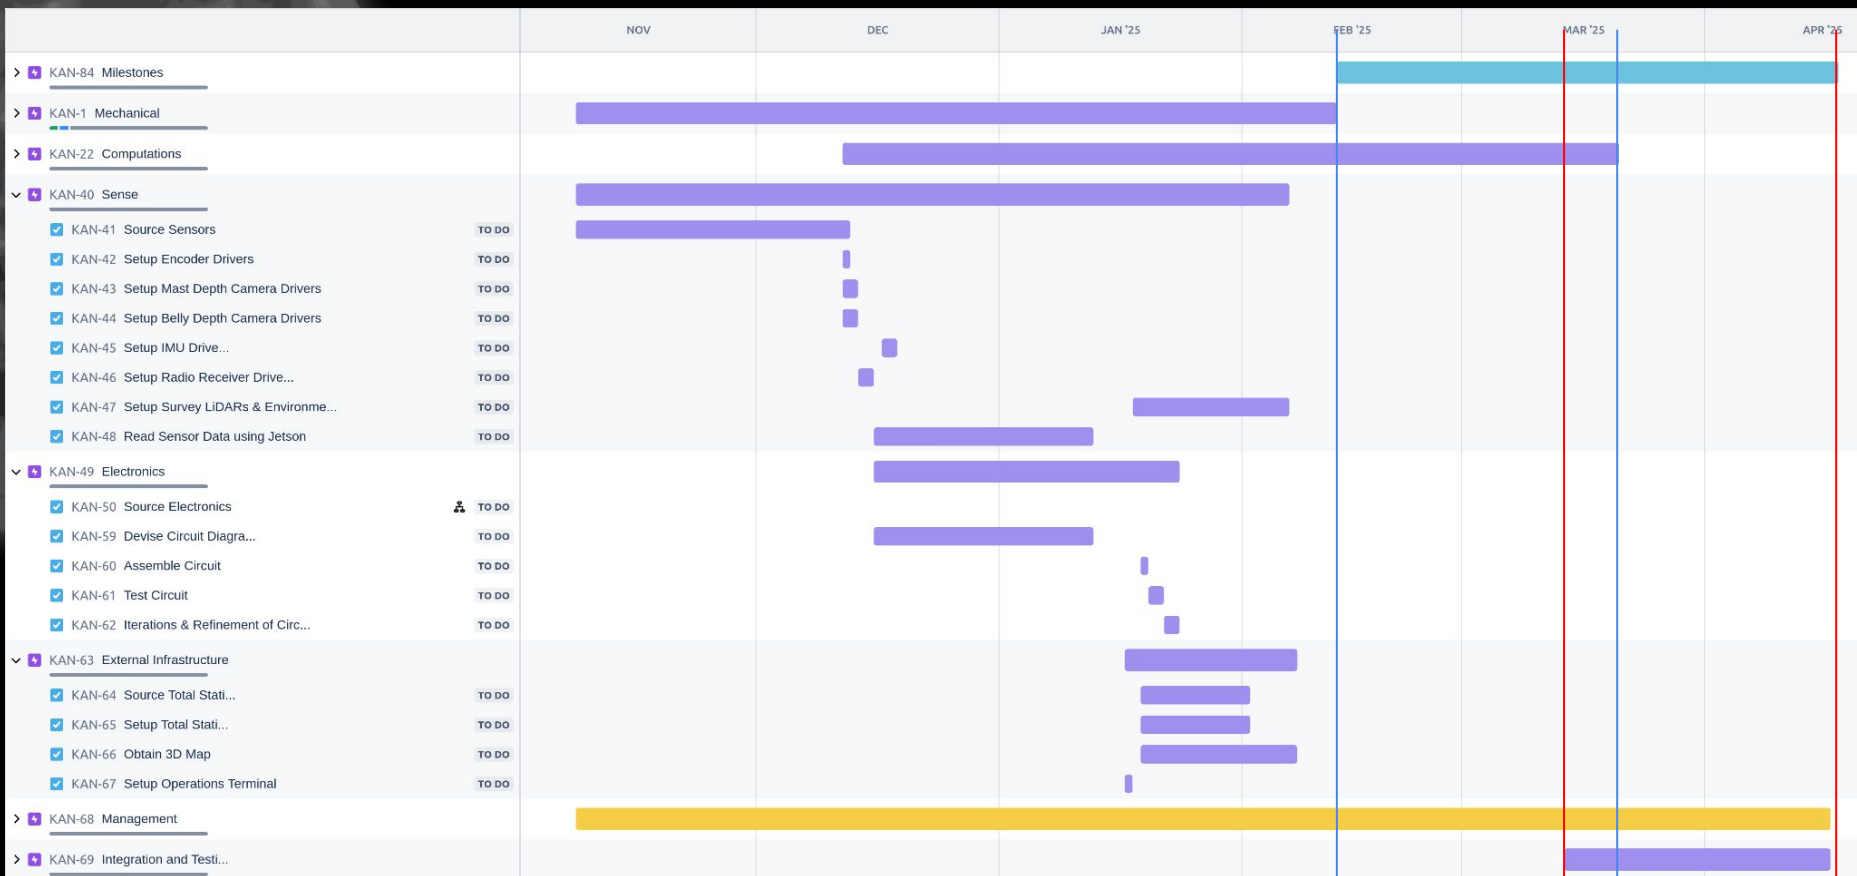 NOV DEC JAN '25 FEB '25 MAR '25 APR '25
KAN-84 Milestones
KAN-1 Mechanical
KAN-22 Computations
KAN-40 Sense
KAN-41 Source Sensors TO DO
KAN-42 Setup Encoder Drivers TO DO
KAN-43 Setup Mast Depth Camera Drivers TO DO
KAN-44 Setup Belly Depth Camera Drivers TO DO
KAN-45 Setup IMU Drive... TO DO
KAN-46 Setup Radio Receiver Drive... TO DO
KAN-47 Setup Survey LiDARs & Environme... TO DO
KAN-48 Read Sensor Data using Jetson TO DO
KAN-49 Electronics
KAN-50 Source Electronics TO DO
KAN-59 Devise Circuit Diagra... TO DO
KAN-60 Assemble Circuit TO DO
KAN-61 Test Circuit TO DO
KAN-62 Iterations & Refinement of Circ... TO DO
KAN-63 External Infrastructure
KAN-64 Source Total Stati... TO DO
KAN-65 Setup Total Stati... TO DO
KAN-66 Obtain 3D Map TO DO
KAN-67 Setup Operations Terminal TO DO
KAN-68 Management
KAN-69 Integration and Testi...